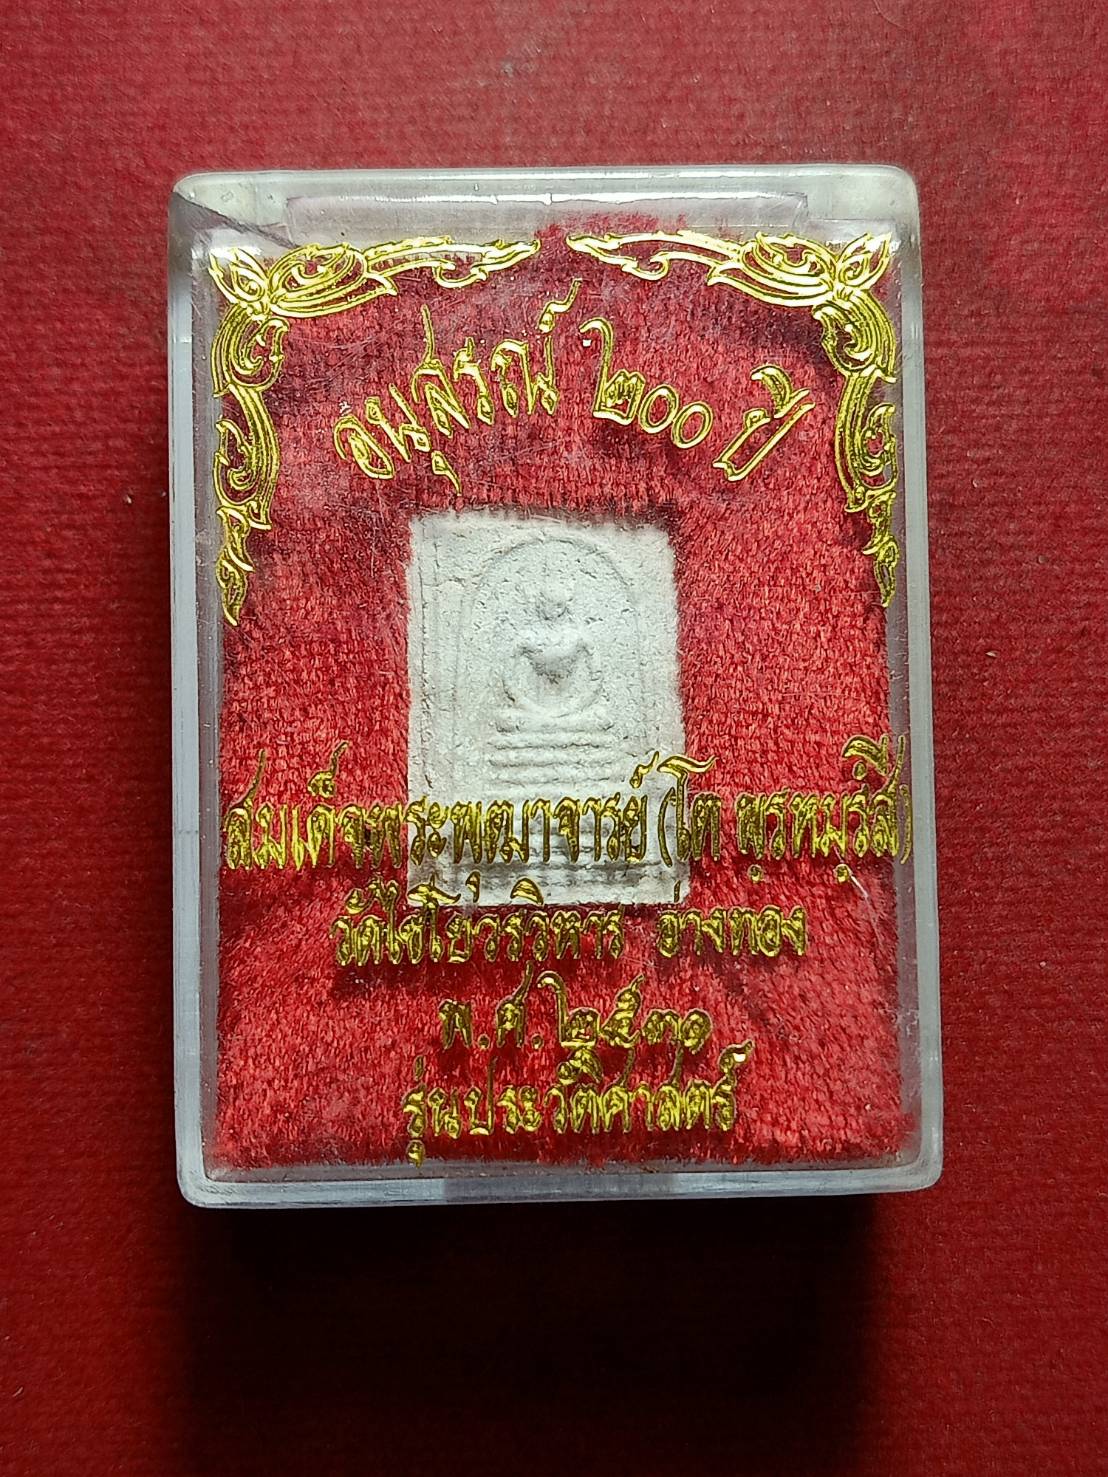 อนุสรณ์ ๒๐๐ ปี
สมเด็จพระพุฒาจารย์ (โต พฺรหฺมรํสี)
วัดไชโยวรวิหาร อ่างทอง
พ.ศ. ๒๕๓๑
รุ่นประวัติศาสตร์